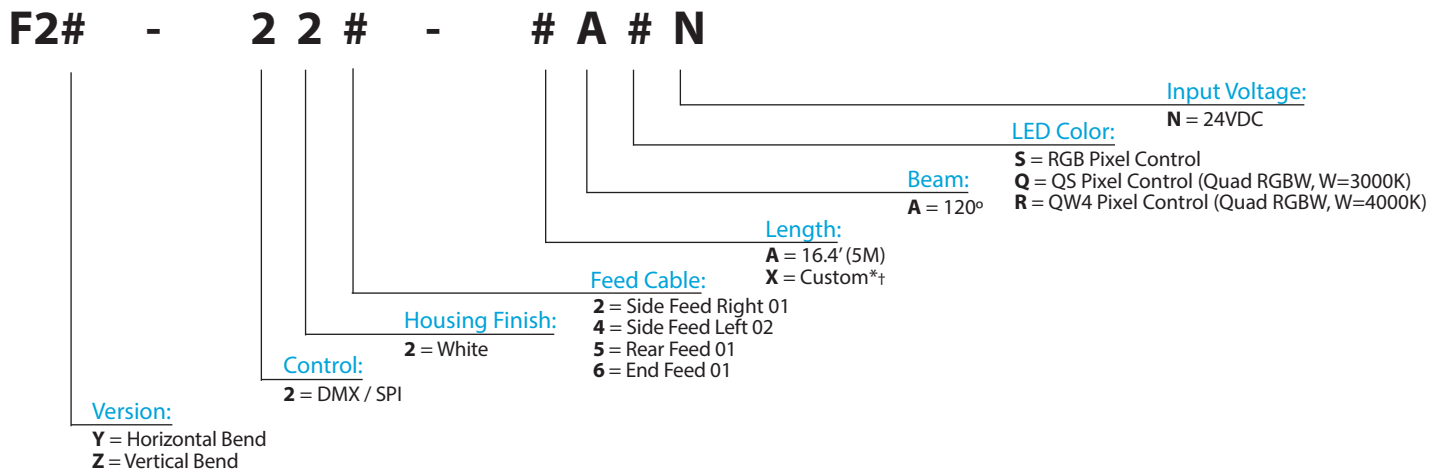 F2# - 2 2 # - # A # N
Input Voltage:
N = 24VDC
LED Color:
S = RGB Pixel Control
Q = QS Pixel Control (Quad RGBW, W=3000K)
R = QW4 Pixel Control (Quad RGBW, W=4000K)
Beam:
A = 120º
Length:
A = 16.4’ (5M)
X = Custom*†
Feed Cable:
2 = Side Feed Right 01
4 = Side Feed Left 02
5 = Rear Feed 01
6 = End Feed 01
Housing Finish:
2 = White
Control:
2 = DMX / SPI
Version:
Y = Horizontal Bend
Z = Vertical Bend